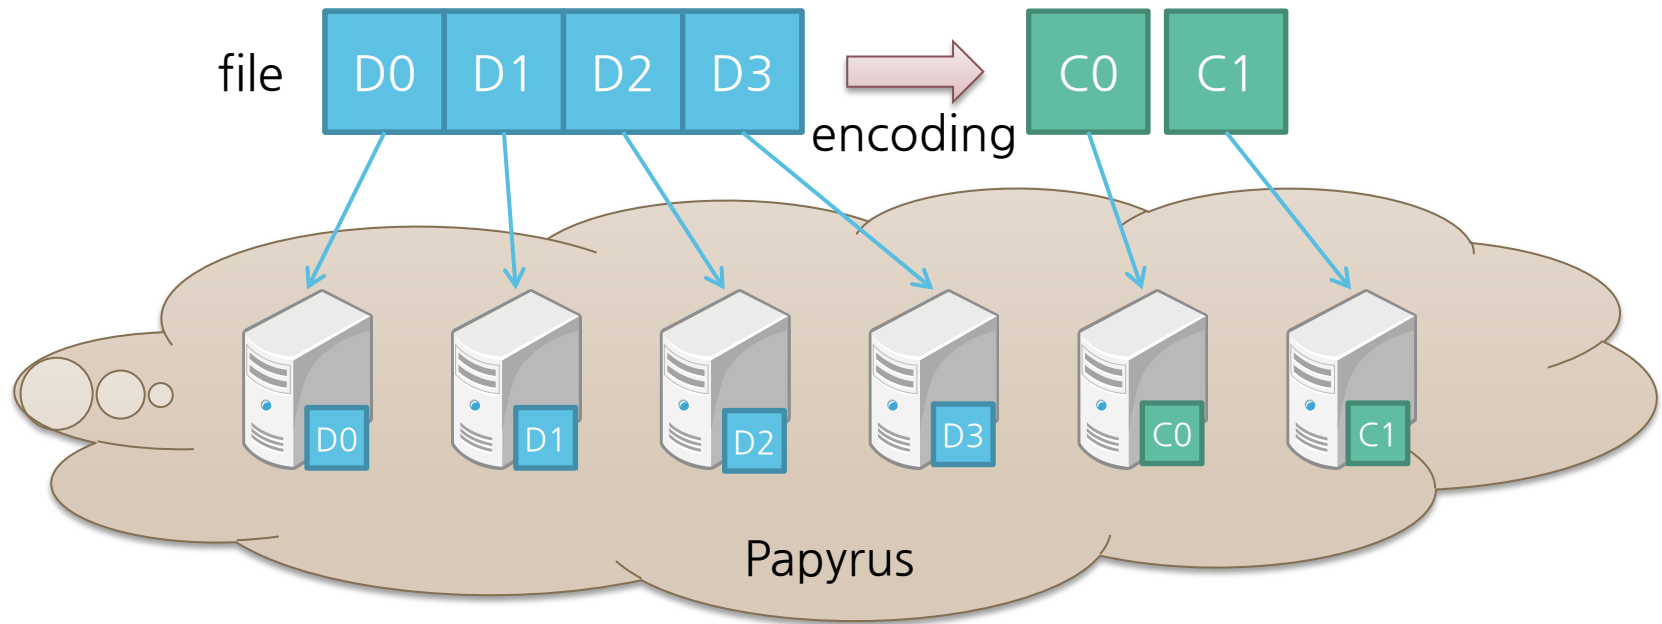 file
D0 D1 D2 D3
encoding
C0 C1
D0 D1 D2 D3 C0 C1
Papyrus